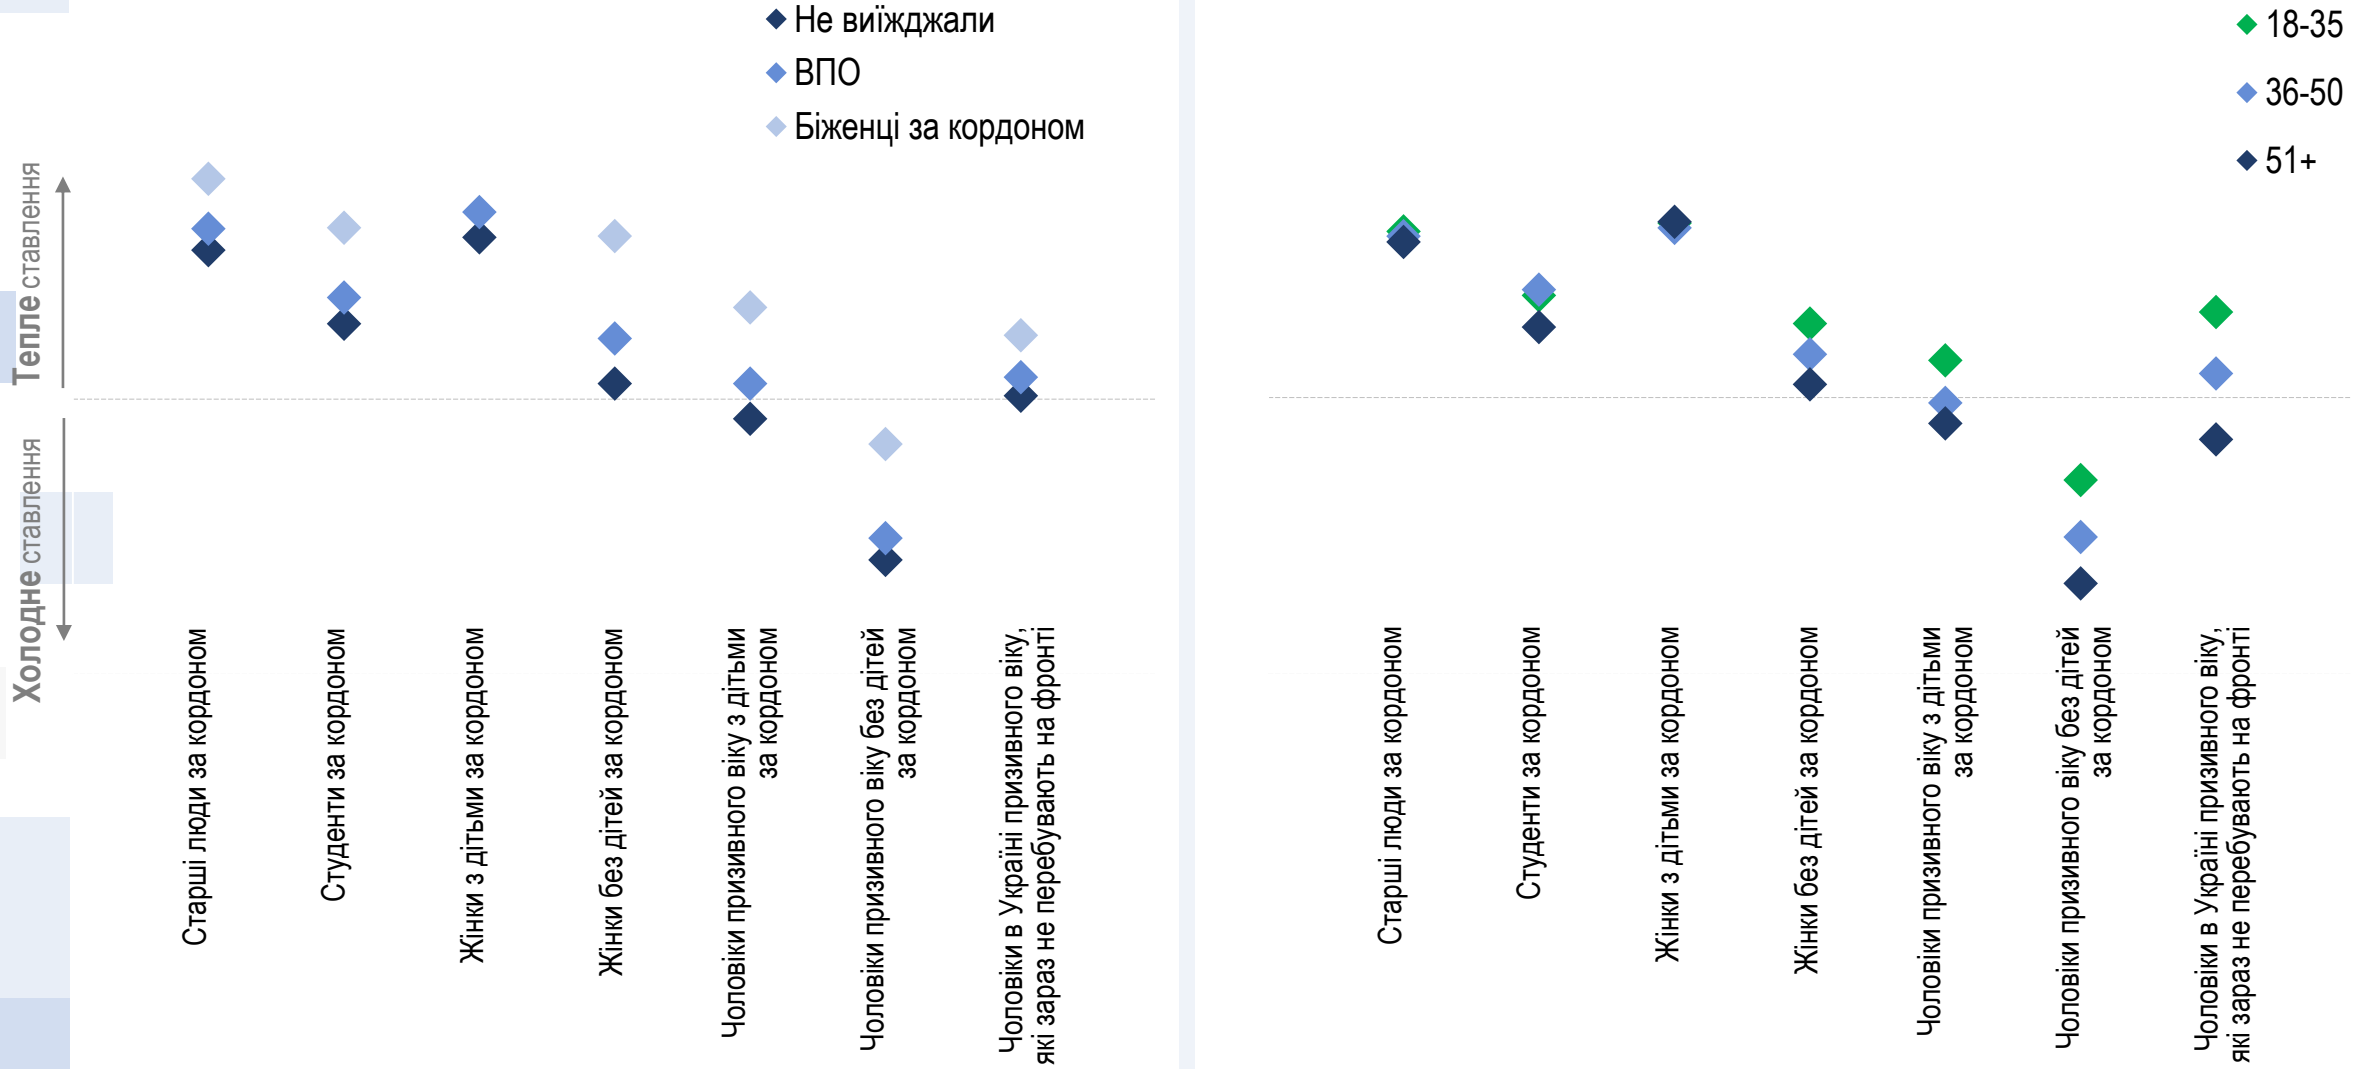 Не виїжджали
ВПО
Біженці за кордоном
Тепле ставлення
Холодне ставлення
Старші люди за кордоном
Студенти за кордоном
Жінки з дітьми за кордоном
Жінки без дітей за кордоном
Чоловіки призивного віку з дітьми
за кордоном
Чоловіки призивного віку без дітей
за кордоном
Чоловіки в Україні призивного віку,
які зараз не перебувають на фронті
18-35
36-50
51+
Старші люди за кордоном
Студенти за кордоном
Жінки з дітьми за кордоном
Жінки без дітей за кордоном
Чоловіки призивного віку з дітьми
за кордоном
Чоловіки призивного віку без дітей
за кордоном
Чоловіки в Україні призивного віку,
які зараз не перебувають на фронті